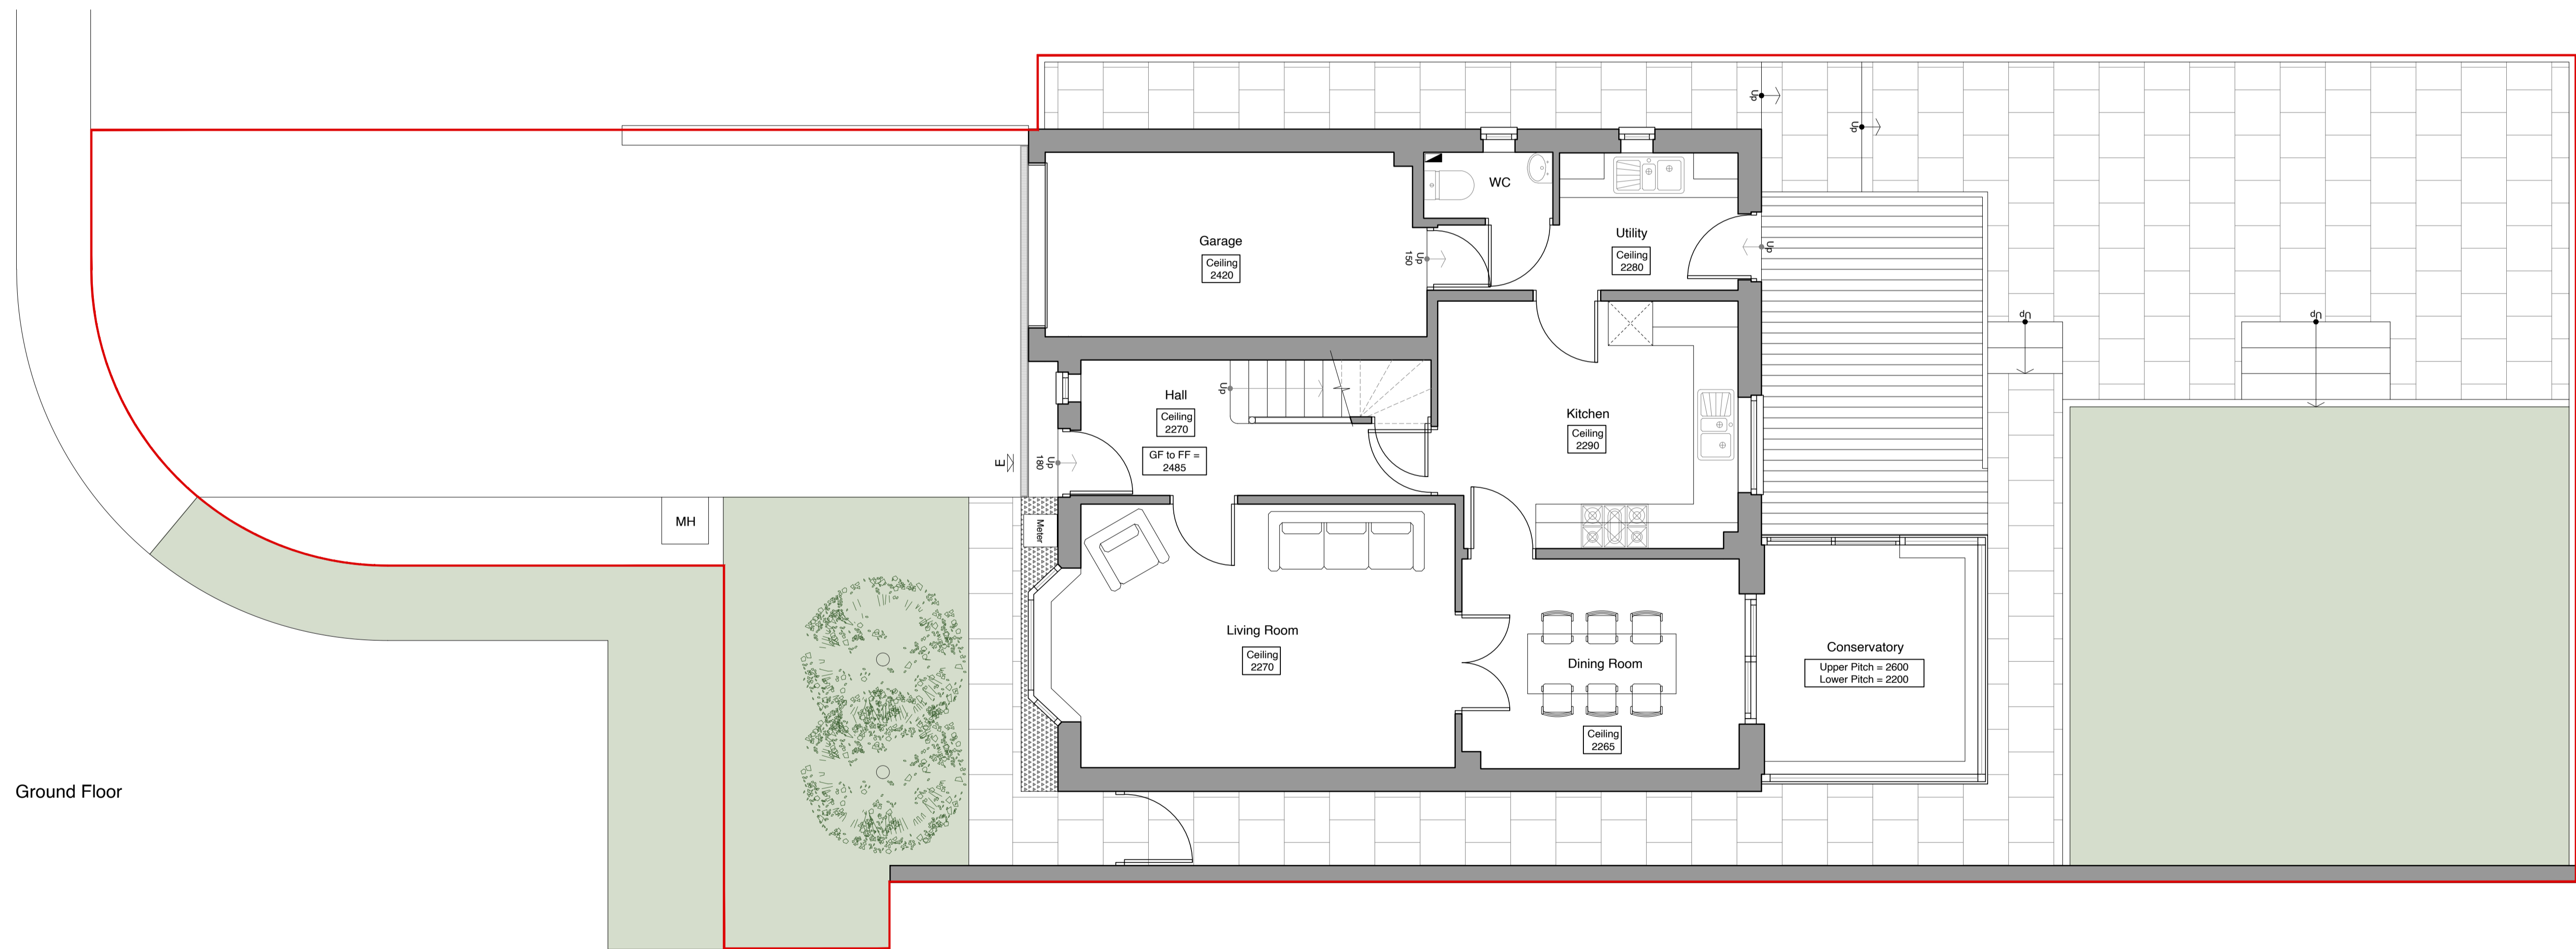 Up
Up
WC
Garage
Ceiling
2420
Up
150
Utility
Ceiling
2280
Up
Up
Up
Hall
Ceiling
2270
GF to FF =
2485
Up
Kitchen
Ceiling
2290
E
Up
180
MH
Meter
Living Room
Ceiling
2270
Dining Room
Ceiling
2265
Conservatory
Upper Pitch = 2600
Lower Pitch = 2200
Ground Floor